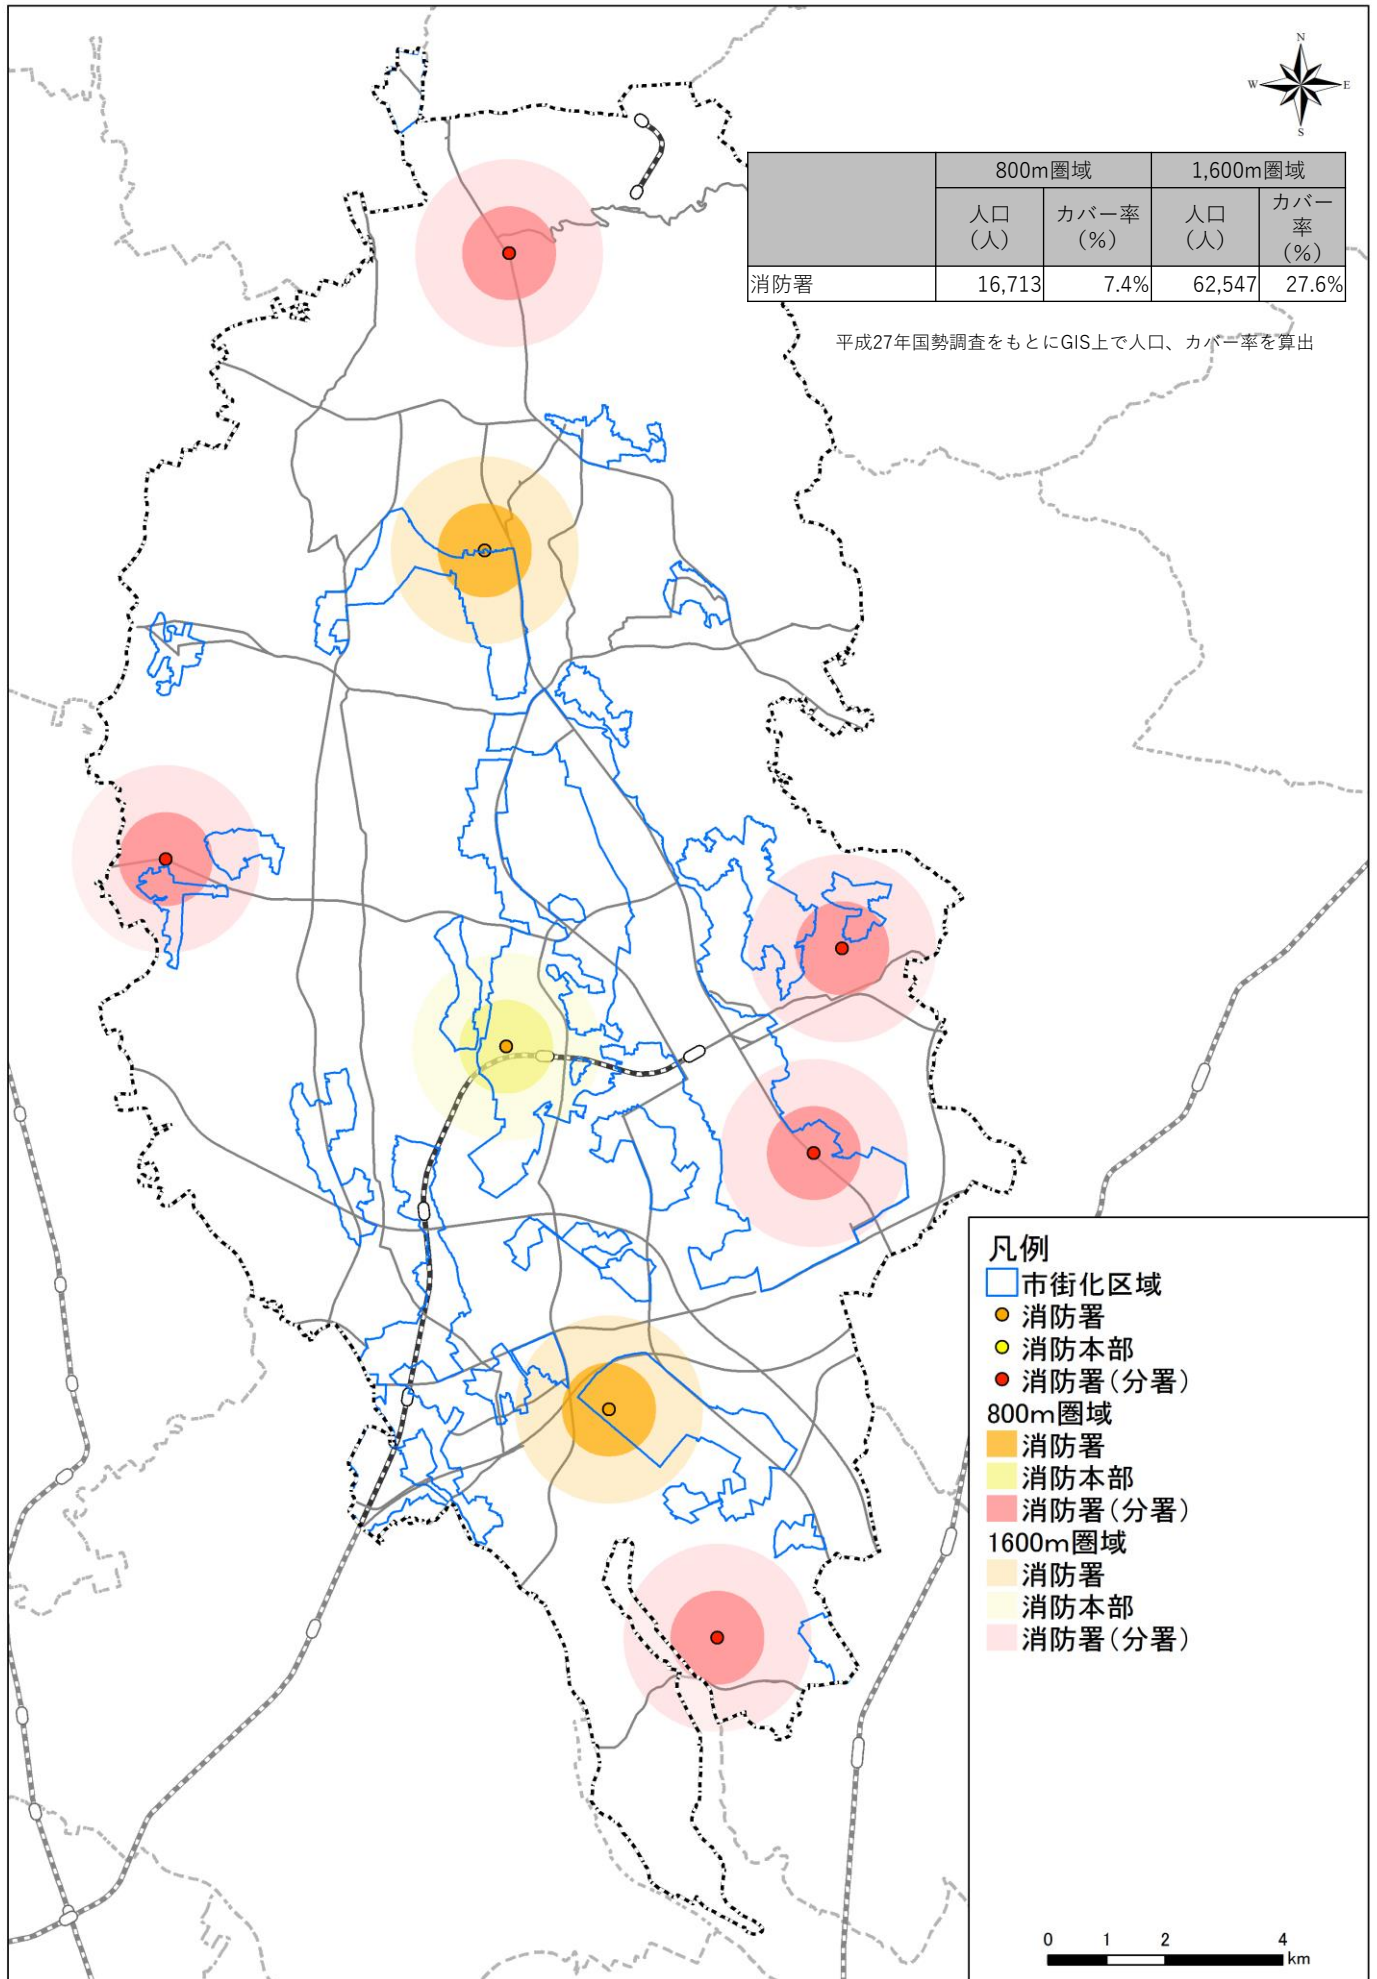 N
W E
S
800m圏域 1,600m圏域
人口（人） カバー率（%） 人口（人） カバー率（%）
消防署 16,713 7.4% 62,547 27.6%
平成27年国勢調査をもとにGIS上で人口、カバー率を算出
凡例
市街化区域
消防署
消防本部
消防署（分署）
800m圏域
消防署
消防本部
消防署（分署）
1600m圏域
消防署
消防本部
消防署（分署）
0 1 2 4
km